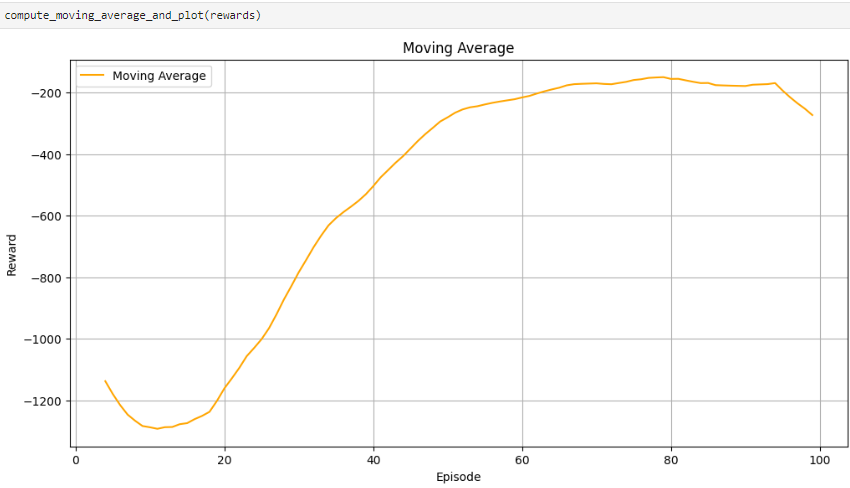 compute_moving_average_and_plot(rewards)
Moving Average
Moving Average
−200
−400
−600
−800
−1000
−1200
Reward
0 20 40 60 80 100
Episode